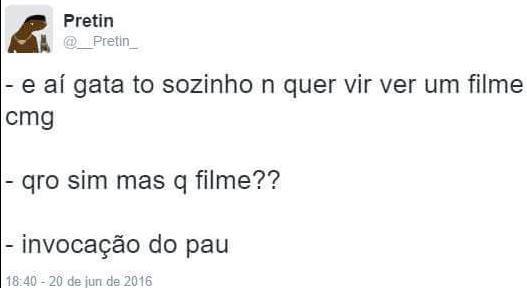 Pretin
@__Pretin_
- e aí gata to sozinho n quer vir ver um filme
cmg
- qro sim mas q filme??
- invocação do pau
18:40 - 20 de jun de 2016